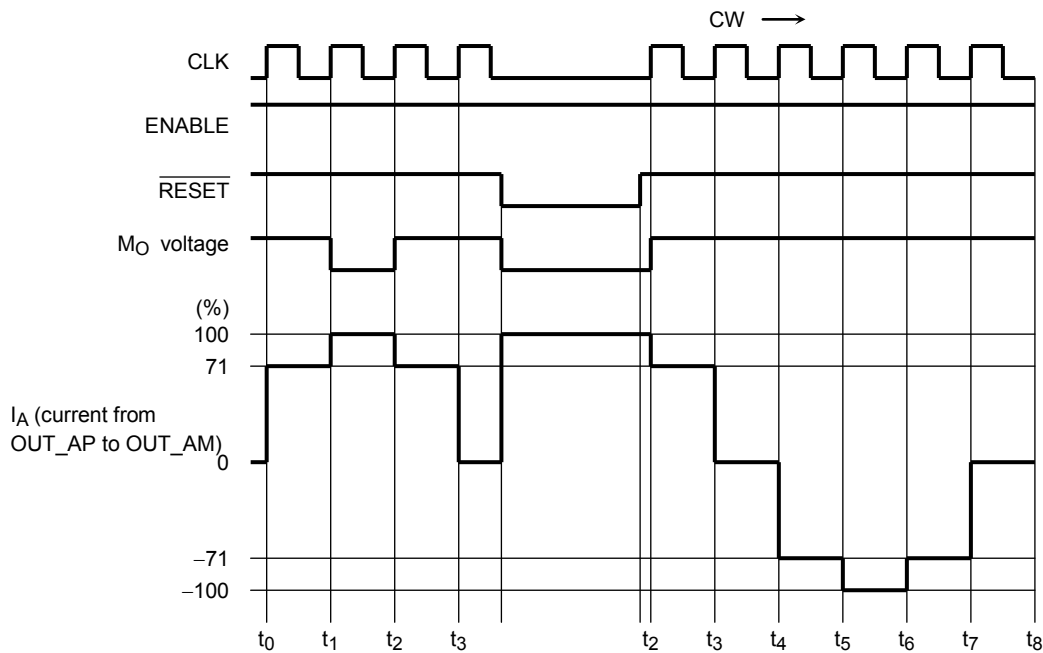 CW
CLK
ENABLE
RESET
MO voltage
(%)
100
71
IA (current from
OUT_AP to OUT_AM)
0
−71
−100
t0 t1 t2 t3 t2 t3 t4 t5 t6 t7 t8